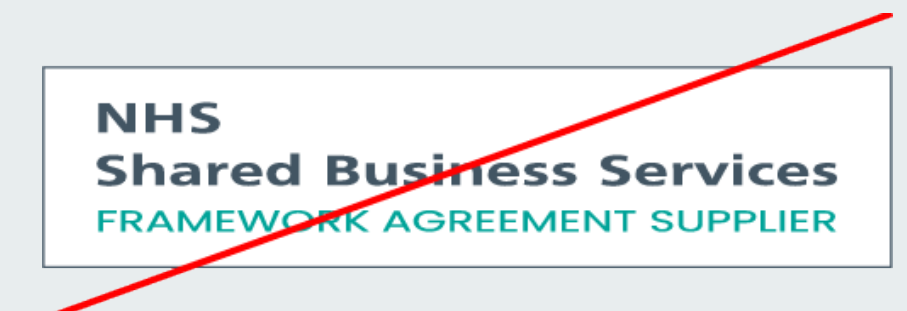 NHS
Shared Business Services
FRAMEWORK AGREEMENT SUPPLIER